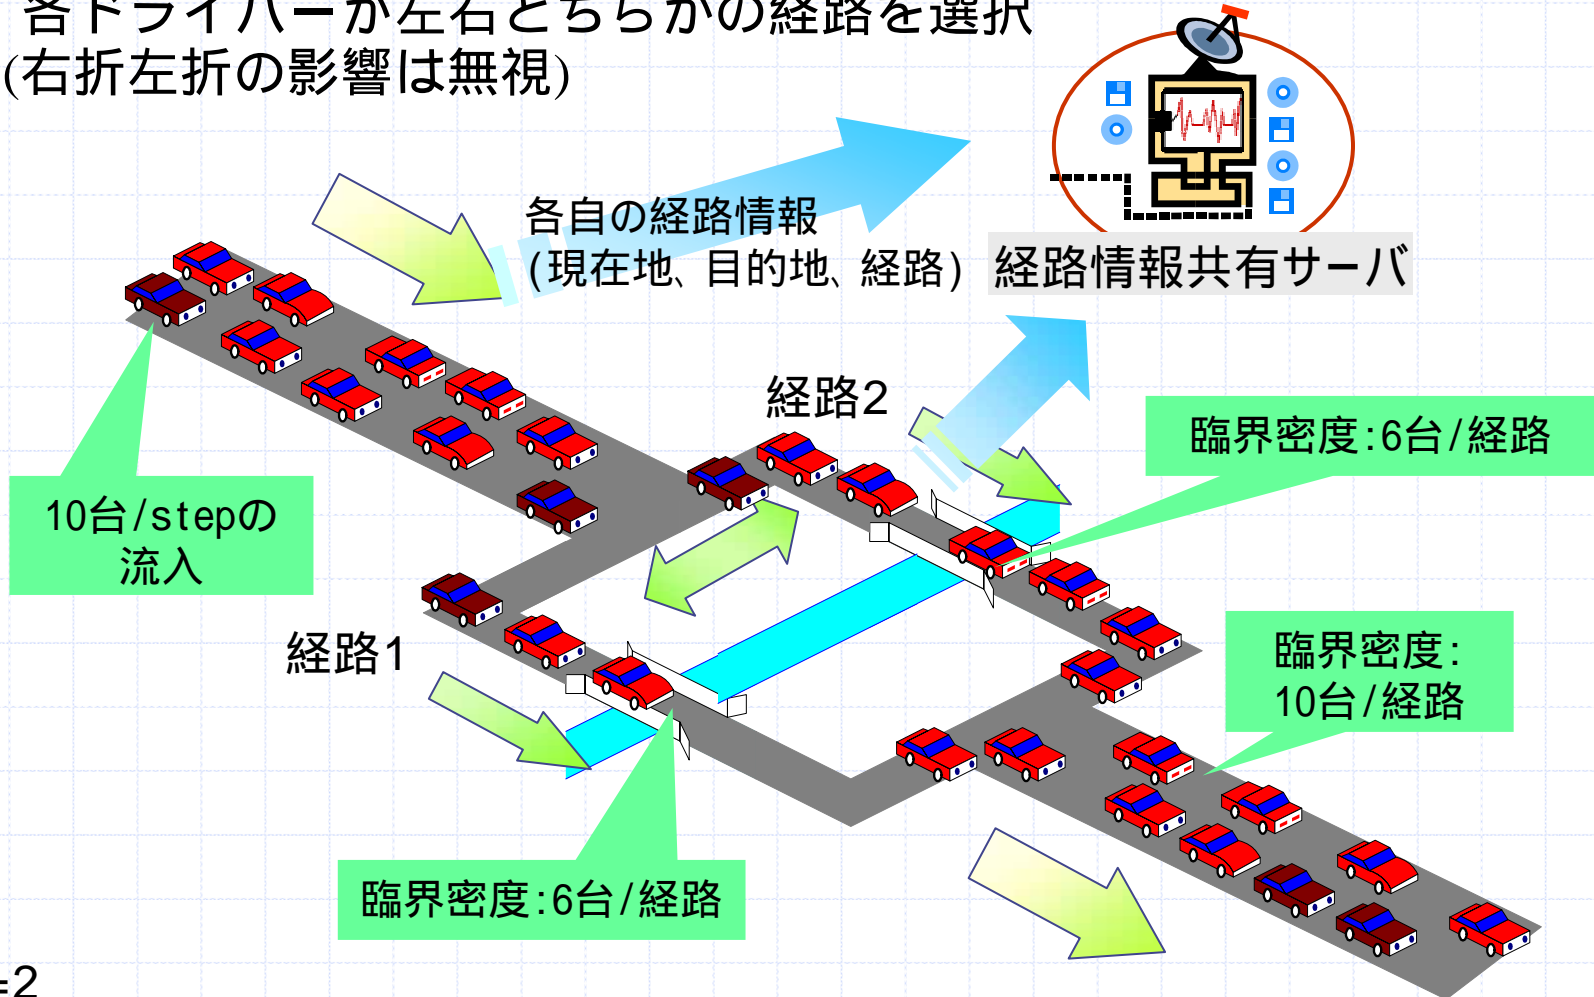 各ドライバーが左右どちらかの経路を選択
(右折左折の影響は無視)
各自の経路情報
(現在地、目的地、経路)
経路情報共有サーバ
経路2
臨界密度:6台/経路
10台/stepの
流入
経路1
臨界密度:
10台/経路
臨界密度:6台/経路
=2